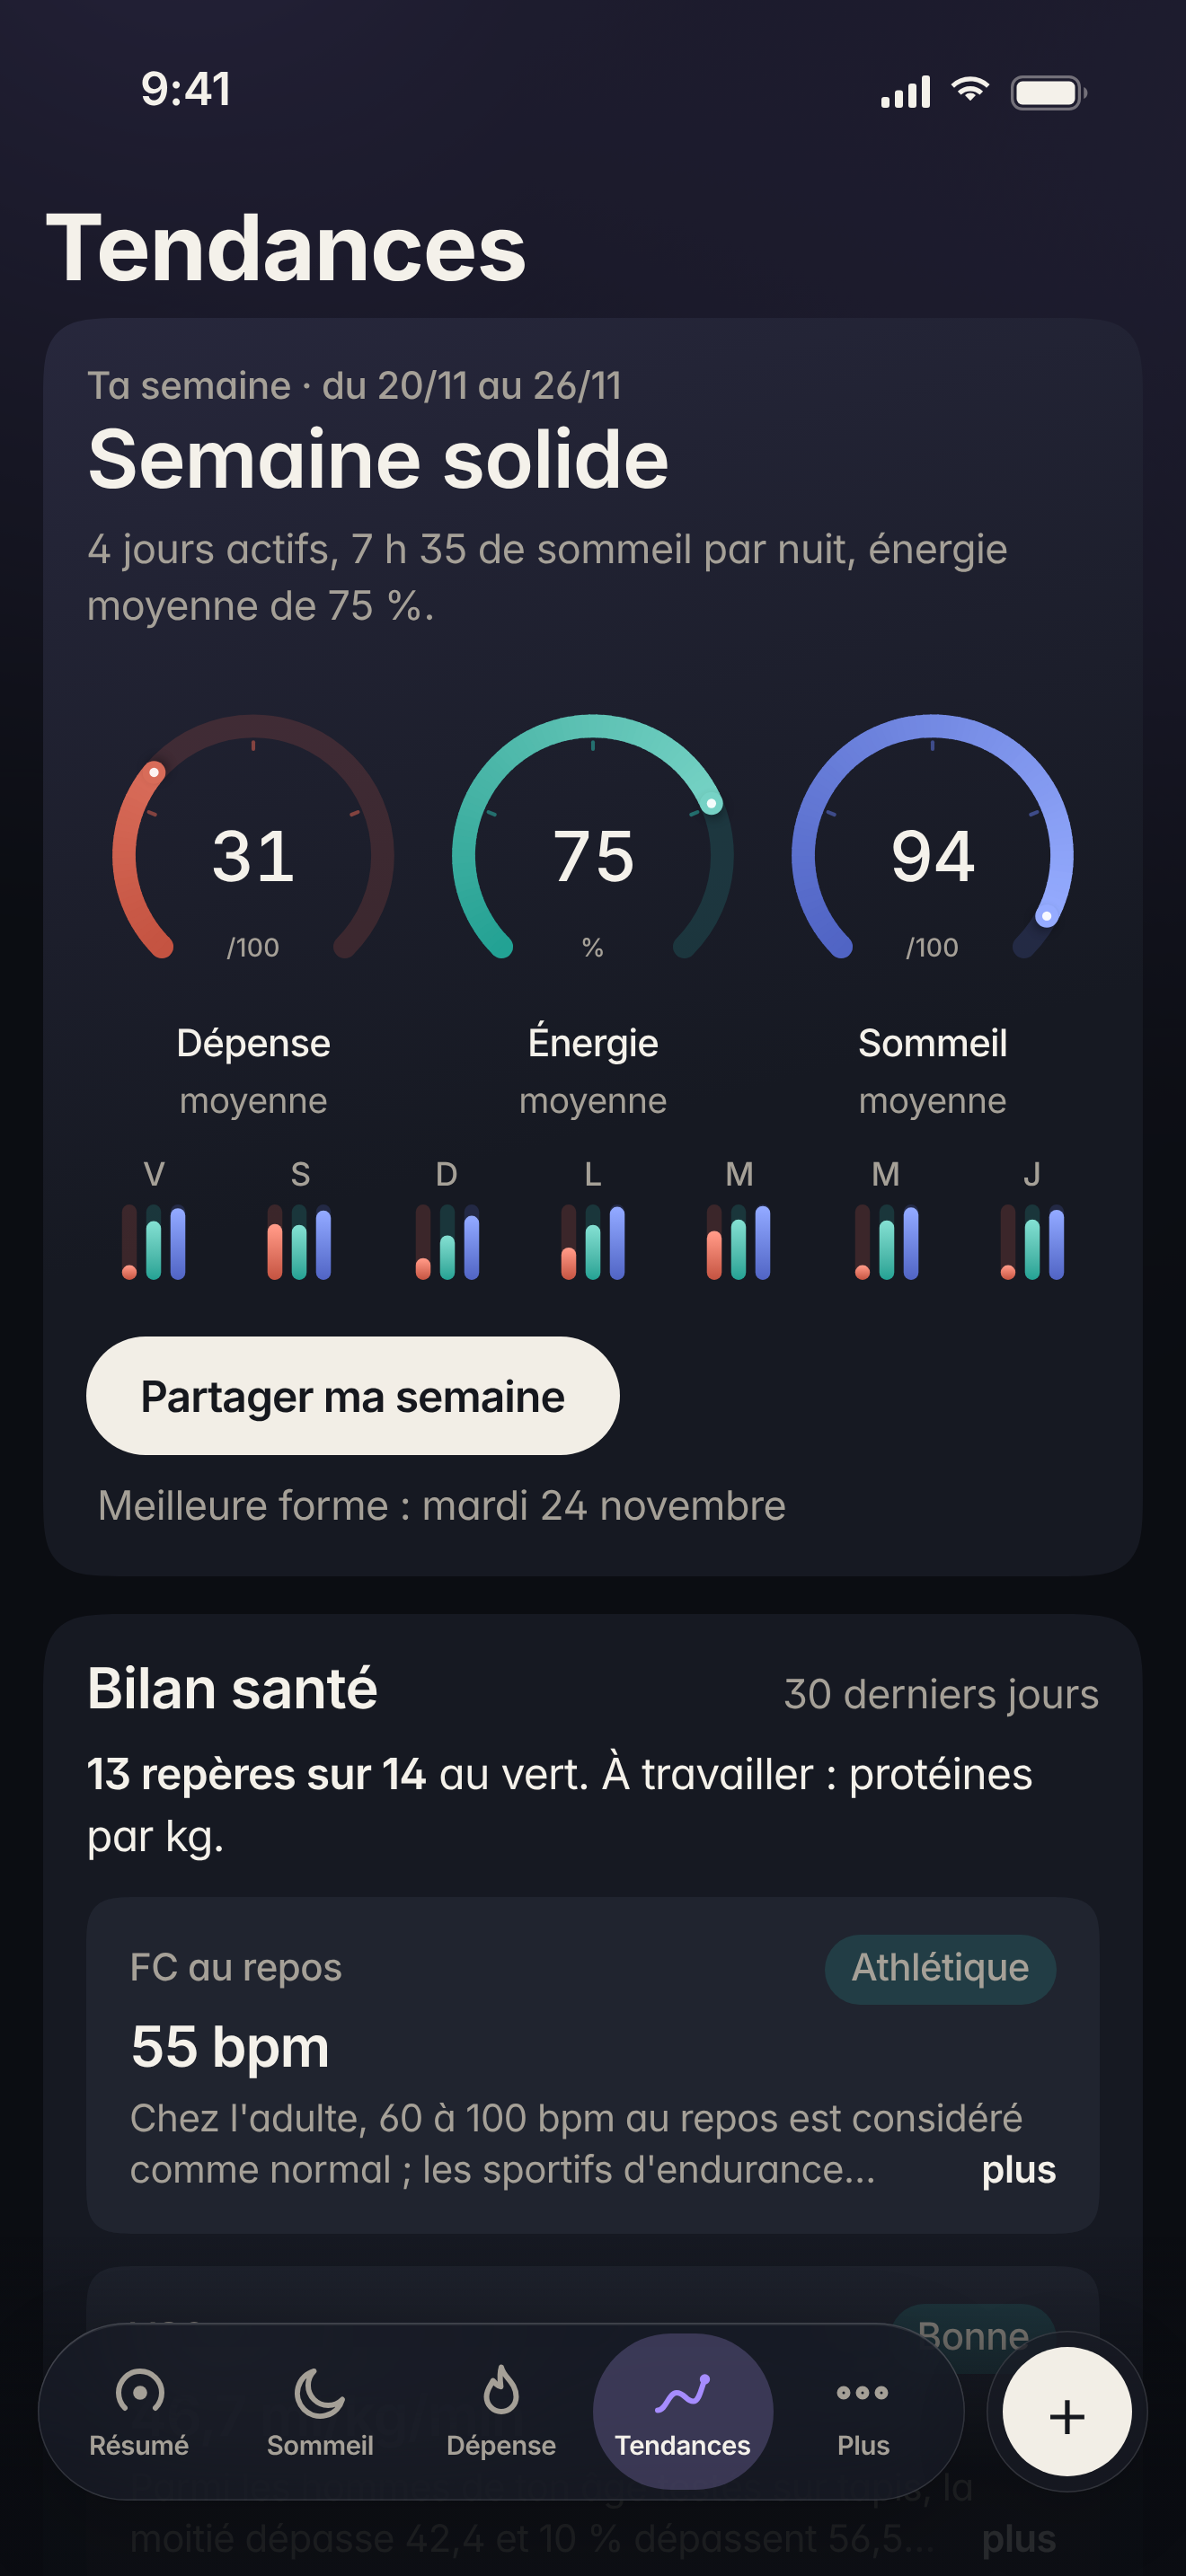 9:41
Tendances
Ta semaine · du 20/11 au 26/11
Semaine solide
4 jours actifs, 7 h 35 de sommeil par nuit, énergie
moyenne de 75 %.
31 75 94
/100 % /100
Dépense Énergie Sommeil
moyenne moyenne moyenne
V S D L M M J
Partager ma semaine
Meilleure forme : mardi 24 novembre
Bilan santé 30 derniers jours
13 repères sur 14 au vert. À travailler : protéines
par kg.
FC au repos Athlétique
55 bpm
Chez l'adulte, 60 à 100 bpm au repos est considéré
comme normal ; les sportifs d'endurance... plus
Bonne
Résumé Sommeil Dépense Tendances Plus +
la
moitié dépasse 42,4 et 10 % dépassent 56,5... plus